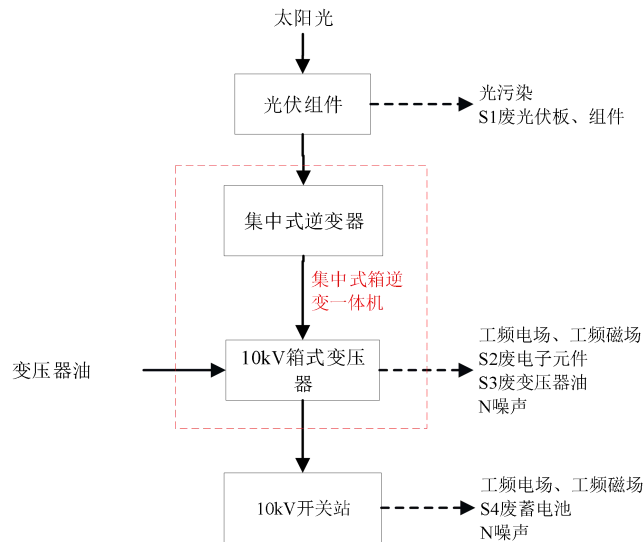 太阳光
光伏组件
光污染
S1废光伏板、组件
集中式逆变器
集中式箱逆
变一体机
变压器油
10kV箱式变压
器
工频电场、工频磁场
S2废电子元件
S3废变压器油
N噪声
10kV开关站
工频电场、工频磁场
S4废蓄电池
N噪声